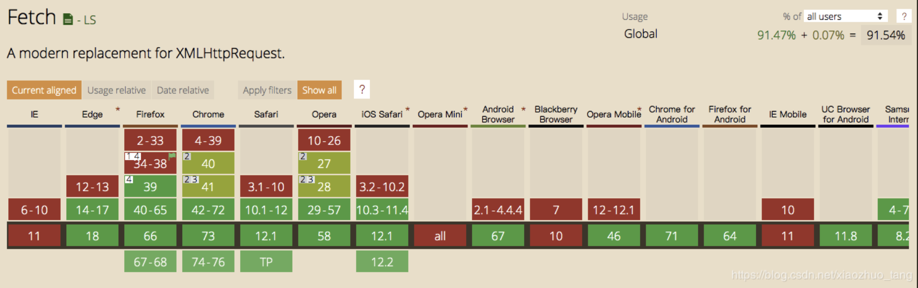 Fetch - LS
Usage % of all users ?
Global 91.47% + 0.07% = 91.54%
A modern replacement for XMLHttpRequest.
Current aligned Usage relative Date relative Apply filters Show all ?
IE Edge * Firefox Chrome Safari Opera iOS Safari * Opera Mini * Android Browser * Blackberry Browser Opera Mobile * Chrome for Android Firefox for Android IE Mobile UC Browser for Android Samsu Intern
2-33 4-39 10-26
1 4 34-38 2 40 2 27
12-13 4 39 2 3 41 3.1-10 2 3 28 3.2-10.2
6-10 14-17 40-65 42-72 10.1-12 29-57 10.3-11.4 2.1-4.4.4 7 12-12.1 10 4-7
11 18 66 73 12.1 58 12.1 all 67 10 46 71 64 11 11.8 8.2
67-68 74-76 TP 12.2
https://blog.csdn.net/xiaozhuo_tang